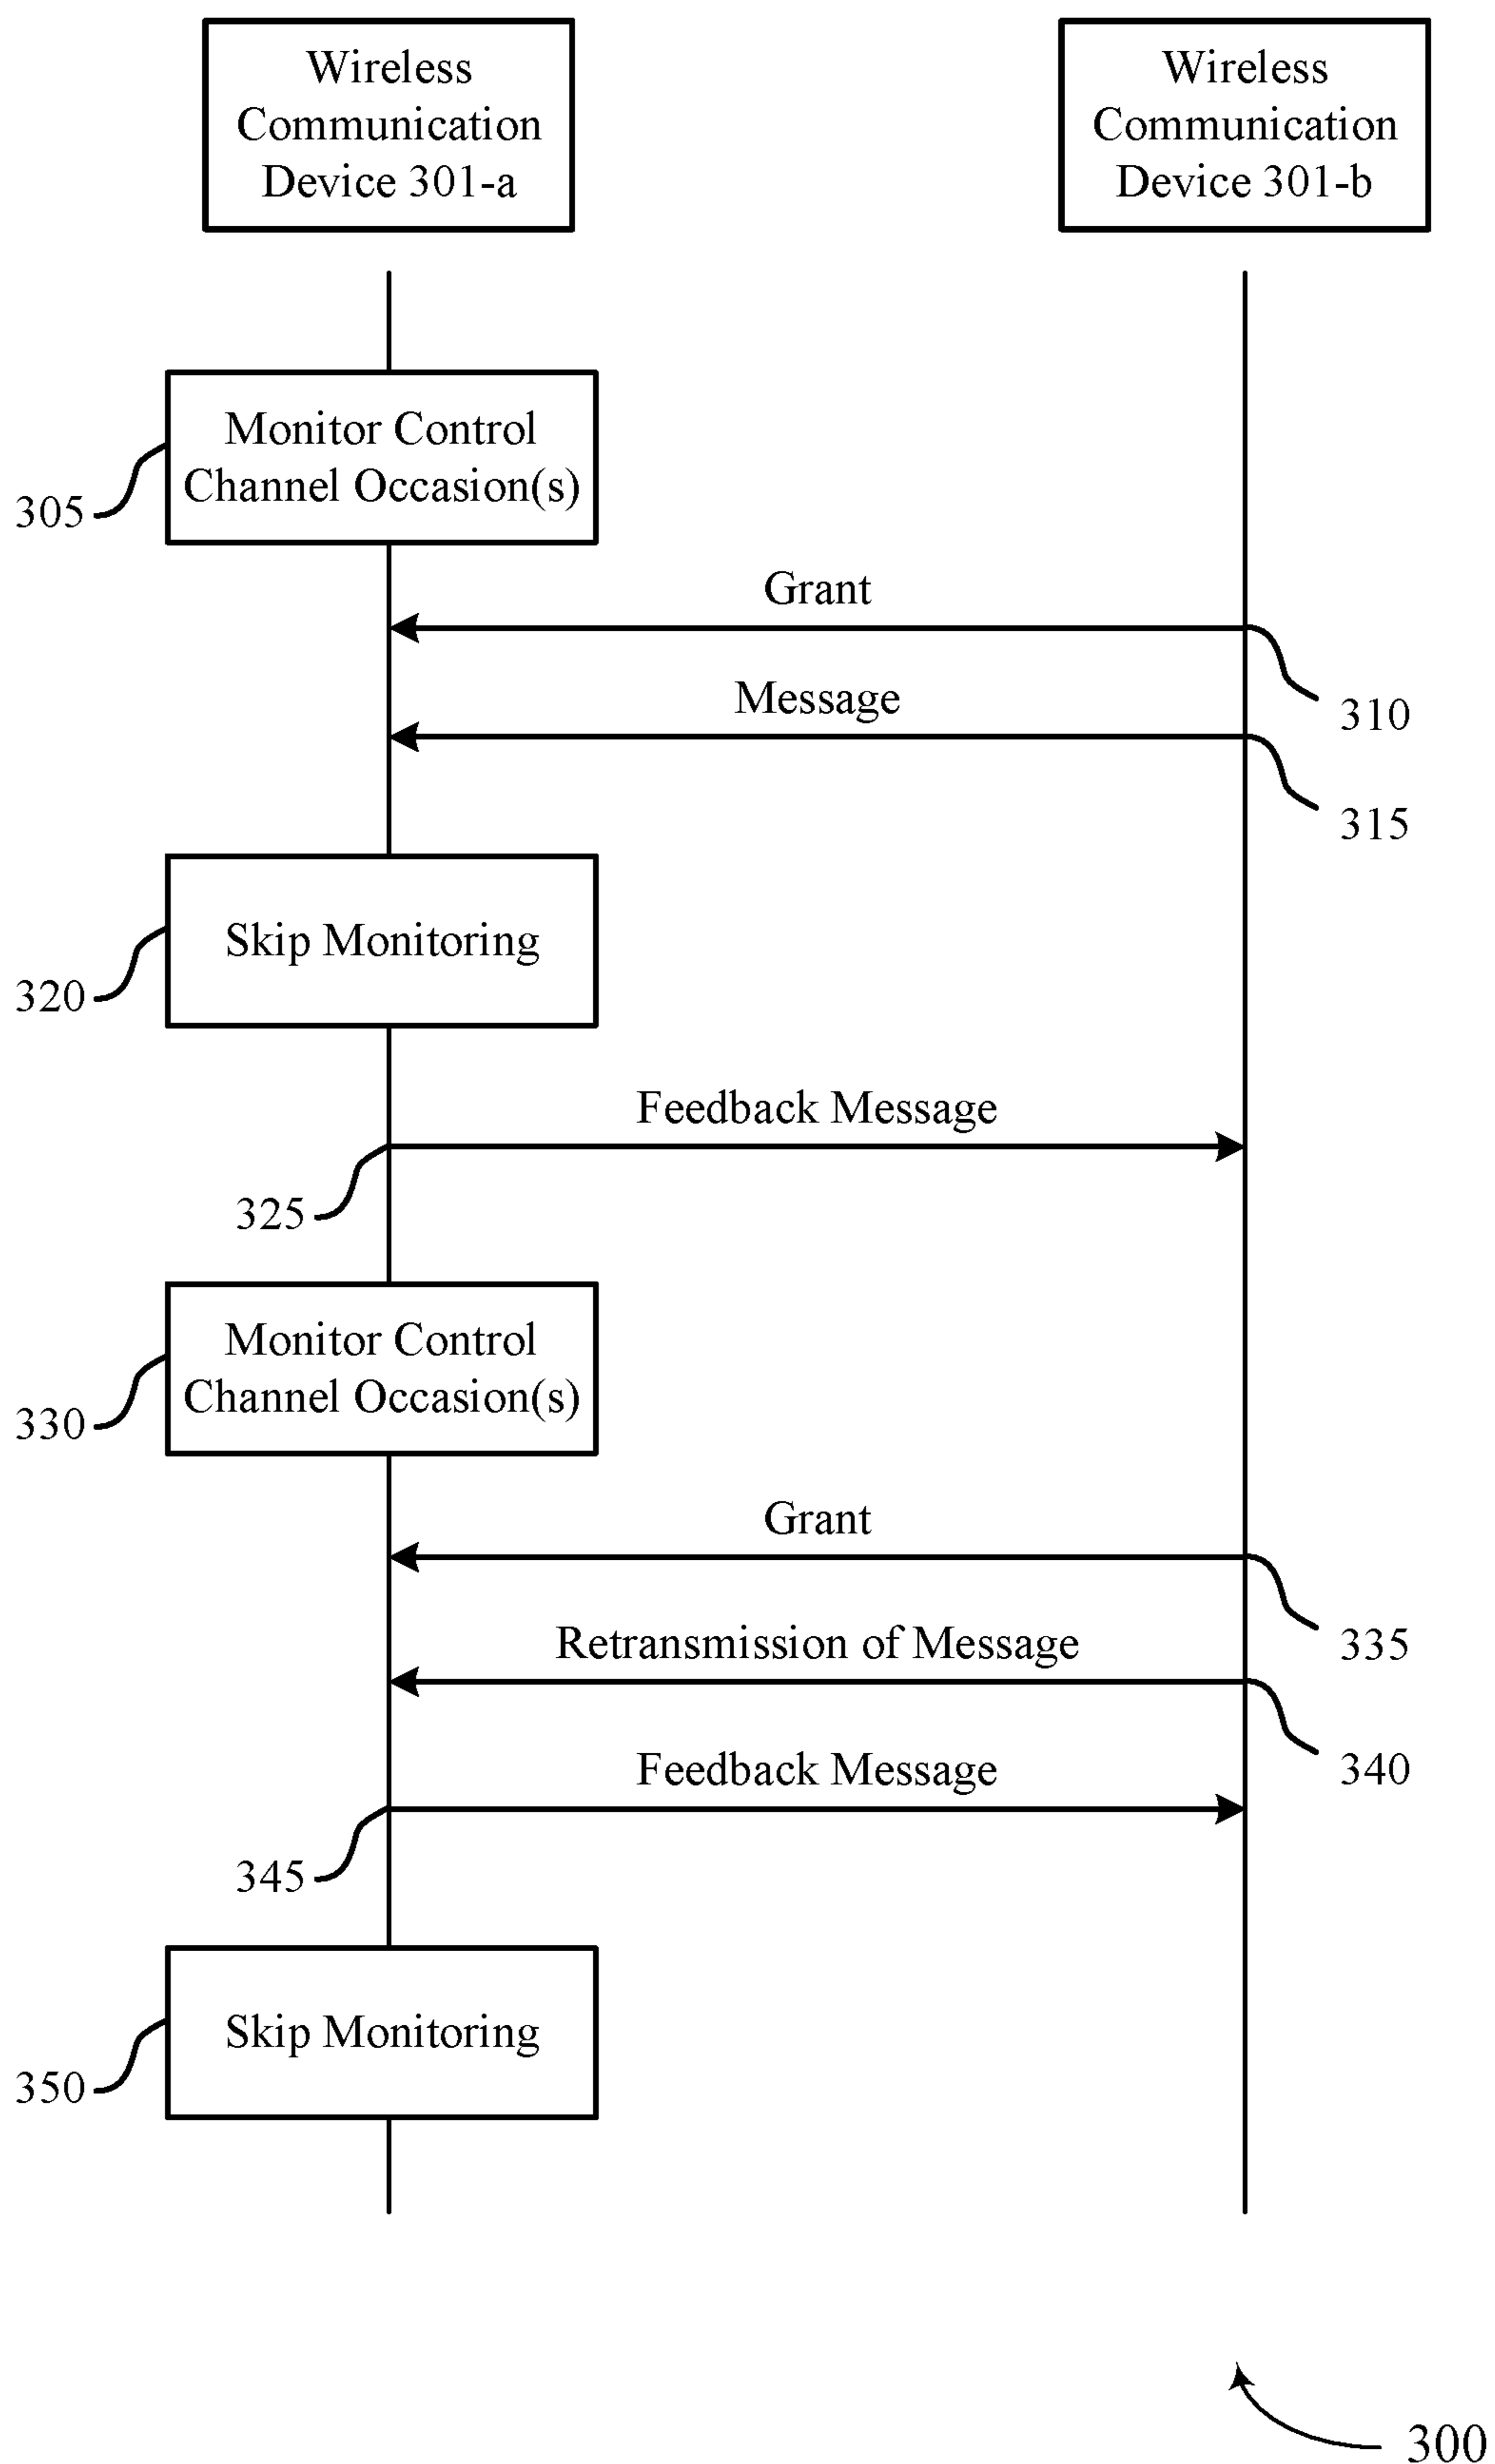 Wireless
Communication
Device 301-a
Wireless
Communication
Device 301-b
Monitor Control
Channel Occasion(s)
305
Grant
310
Message
315
Skip Monitoring
320
Feedback Message
325
Monitor Control
Channel Occasion(s)
330
Grant
335
Retransmission of Message
340
Feedback Message
345
Skip Monitoring
350
300